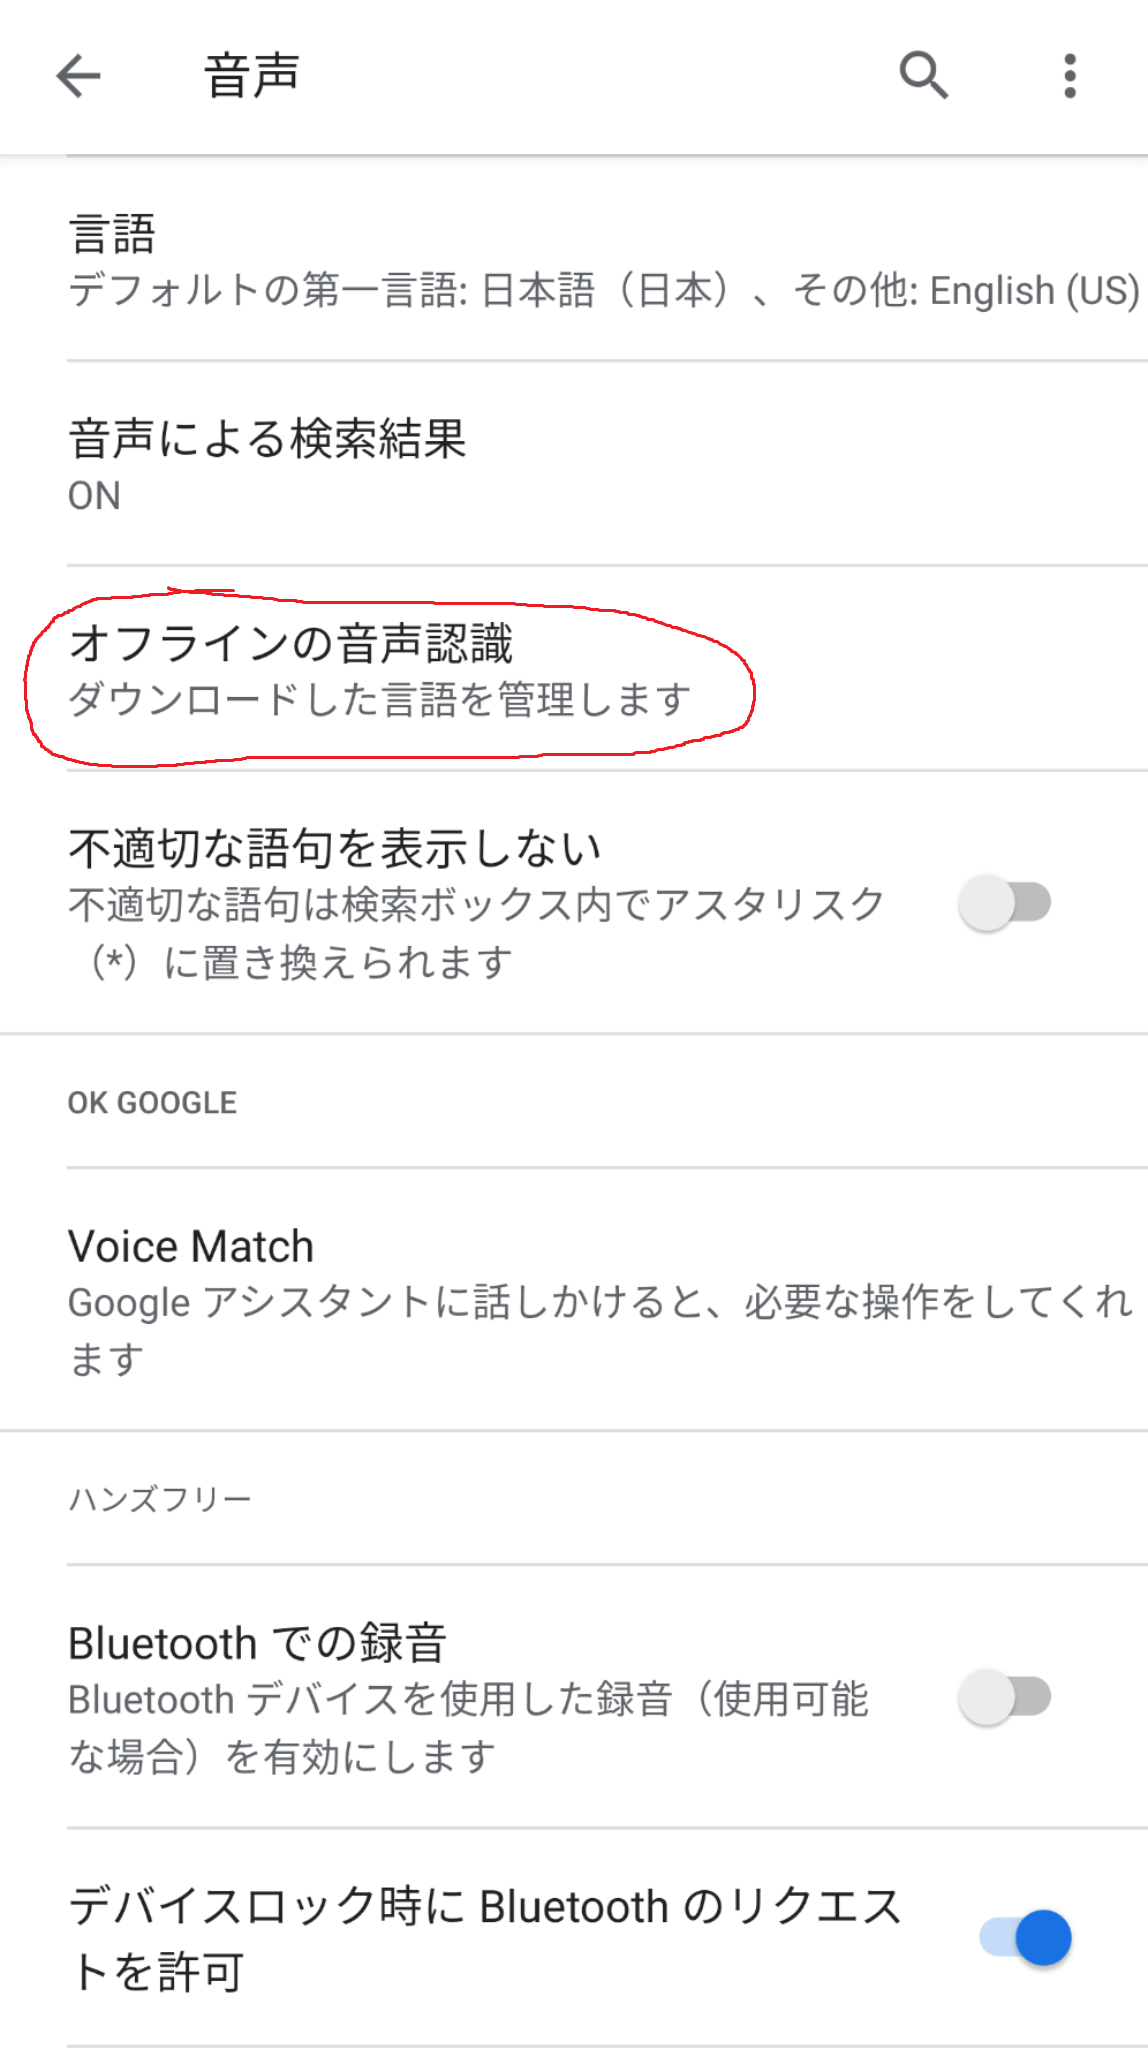 音声
言語
デフォルトの第一言語: 日本語（日本）、その他: English (US)
音声による検索結果
ON
オフラインの音声認識
ダウンロードした言語を管理します
不適切な語句を表示しない
不適切な語句は検索ボックス内でアスタリスク
（*）に置き換えられます
OK GOOGLE
Voice Match
Google アシスタントに話しかけると、必要な操作をしてくれ
ます
ハンズフリー
Bluetooth での録音
Bluetooth デバイスを使用した録音（使用可能
な場合）を有効にします
デバイスロック時に Bluetooth のリクエス
トを許可